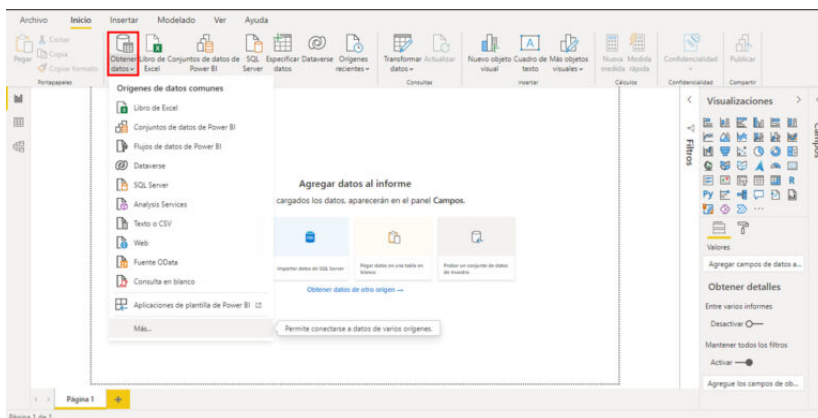 Archivo Inicio Insertar Modelado Ver Ayuda
Pegar
Cortar
Copia
Copiar formato
Obtener datos
Libro de Excel
Conjuntos de datos de Power BI
SQL Server
Especificar datos
Dataverse
Orígenes recientes
Transformar datos
Actualizar
Nuevo objeto visual
Cuadro de texto
Más objetos visuales
Nueva medida
Medida rápida
Confidencialidad
Publicar
Portapapeles
Consultas
Insertar
Cálculos
Confidencialidad
Compartir
Orígenes de datos comunes
Libro de Excel
Conjuntos de datos de Power BI
Flujos de datos de Power BI
Dataverse
SQL Server
Analysis Services
Texto o CSV
Web
Fuente OData
Consulta en blanco
Aplicaciones de plantilla de Power BI
Más...
Permite conectarse a datos de varios orígenes.
Agregar datos al informe
cargados los datos, aparecerán en el panel Campos.
Importar datos de SQL Server
Pegar datos en una tabla en blanco
Probar un conjunto de datos de muestra
Obtener datos de otro origen →
Filtros
Visualizaciones
Campos
R
Py
Valores
Agregar campos de datos a...
Obtener detalles
Entre varios informes
Desactivar
Mantener todos los filtros
Activar
Agregue los campos de ob...
Página 1
Página 1 de 1